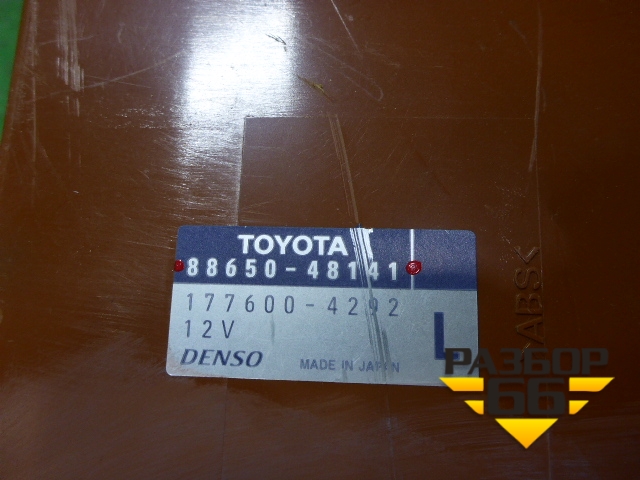 TOYOTA
88650-48141
177600-4292
12V
DENSO
MADE IN JAPAN
L
>ABS<
РАЗБОР
66